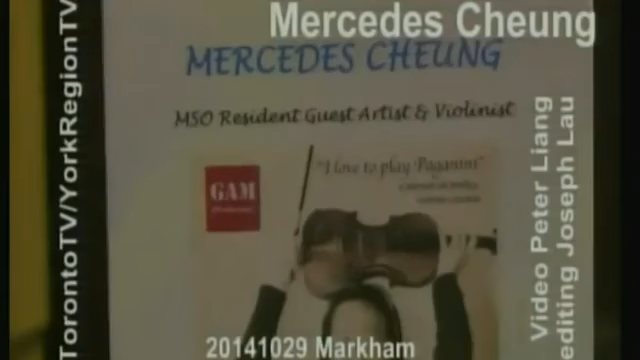 Mercedes Cheung
MERCEDES CHEUNG
MSO Resident Guest Artist & Violinist
"I love to play Paganini"
GAM
TorontoTV/YorkRegionTV
Video Peter Liang
editing Joseph Lau
20141029 Markham